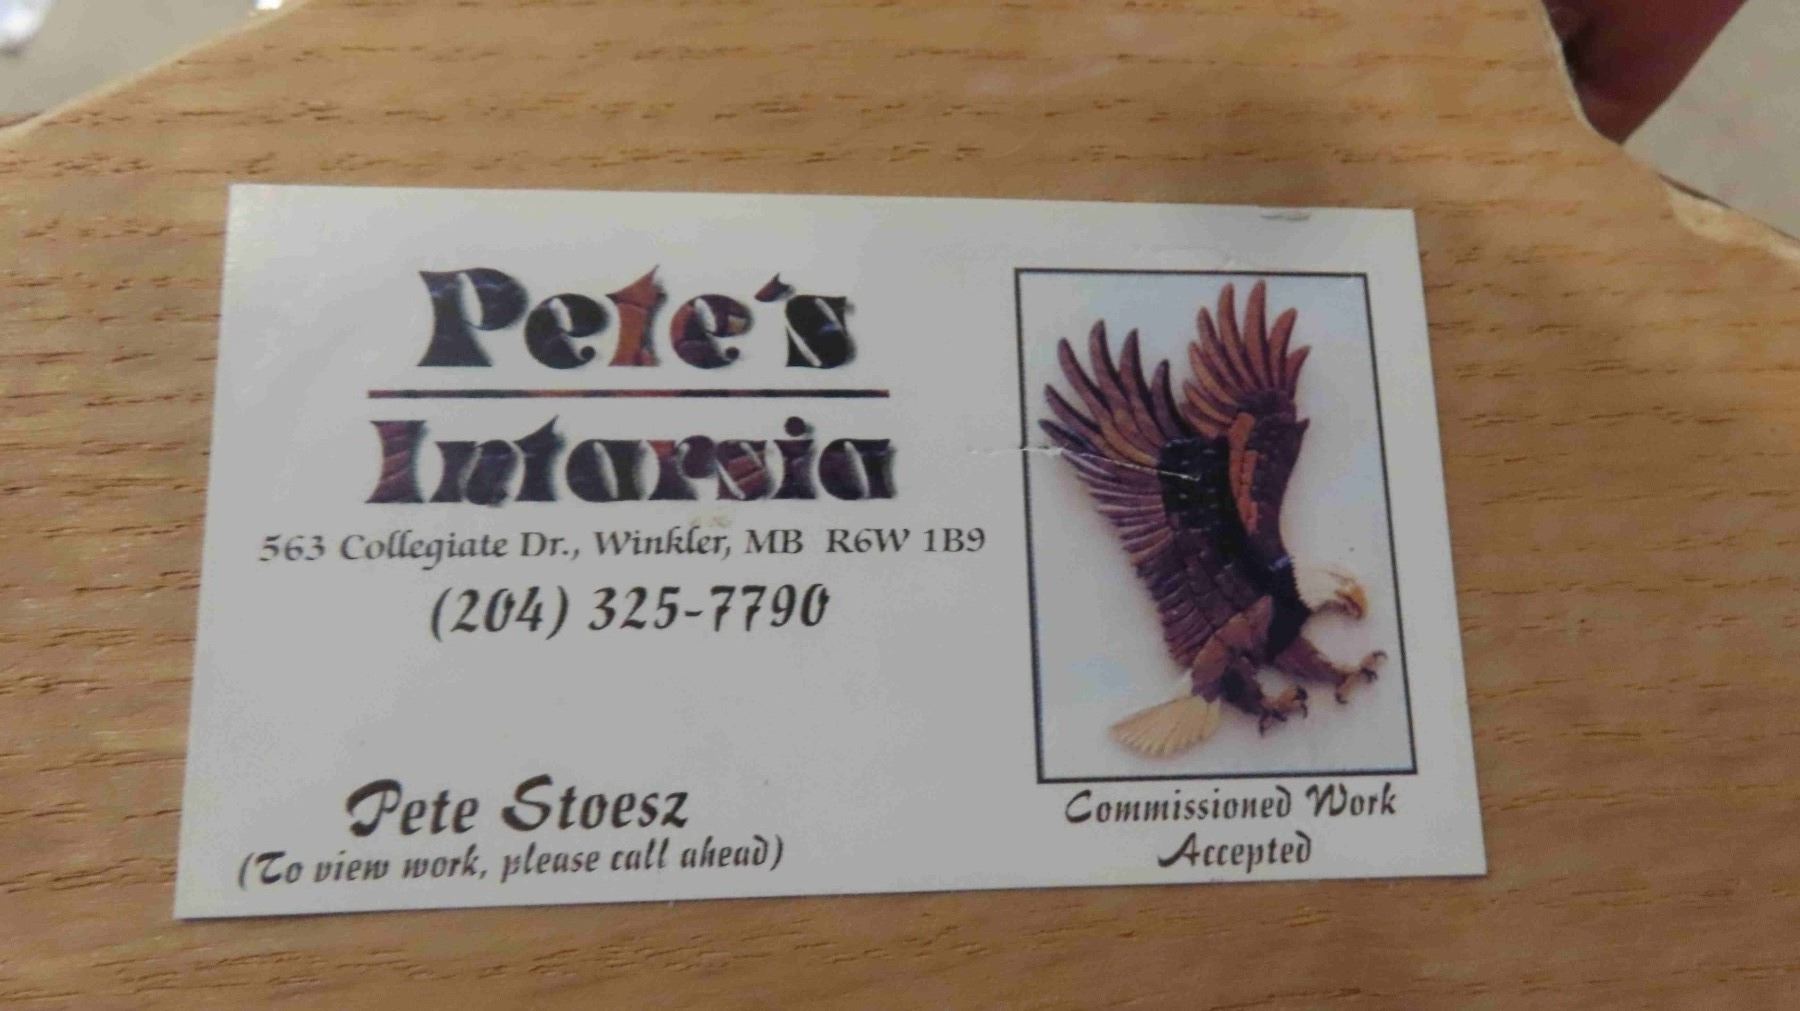 Pete's
Intarsia
563 Collegiate Dr., Winkler, MB R6W 1B9
(204) 325-7790
Pete Stoesz
(To view work, please call ahead)
Commissioned Work
Accepted